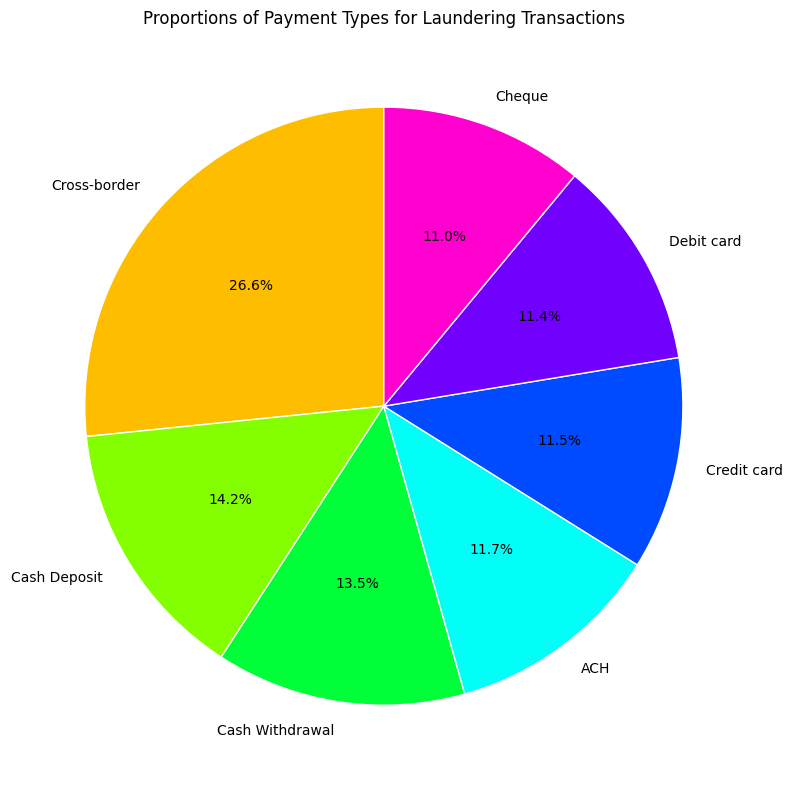 Proportions of Payment Types for Laundering Transactions
Cheque
Cross-border
Debit card
11.0%
26.6%
11.4%
11.5%
Credit card
14.2%
11.7%
Cash Deposit
13.5%
ACH
Cash Withdrawal